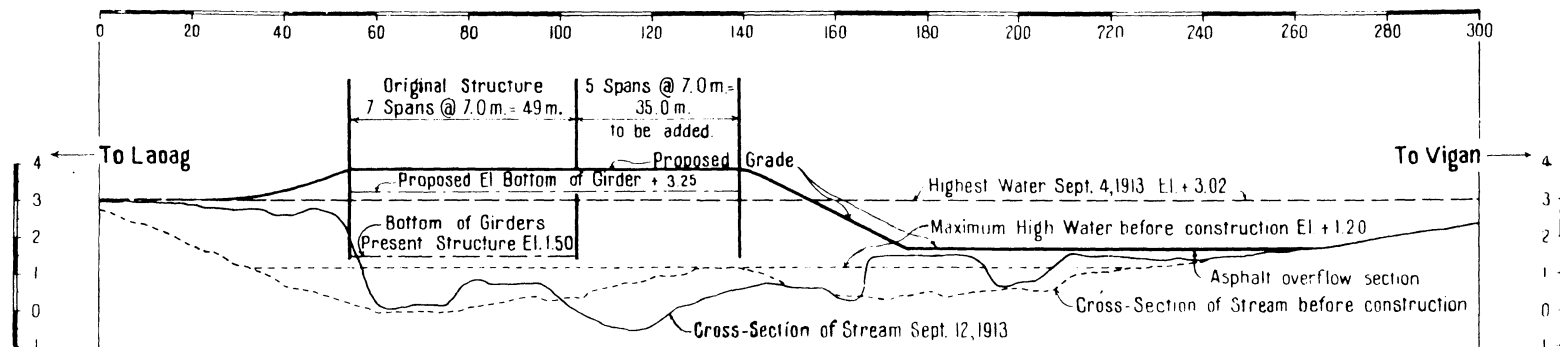 0 20 40 60 80 100 120 140 160 180 200 220 240 260 280 300
Original Structure
7 Spans @ 7.0 m. = 49 m.
5 Spans @ 7.0 m. =
35.0 m.
to be added.
To Laoag
Proposed Grade
To Vigan
Proposed El Bottom of Girder + 3.25
Highest Water Sept. 4, 1913 El. + 3.02
Bottom of Girders
Present Structure El. 1.50
Maximum High Water before construction El + 1.20
Asphalt overflow section
Cross-Section of Stream before construction
Cross-Section of Stream Sept. 12, 1913
4
3
2
1
0
1
4
3
2
1
0
1